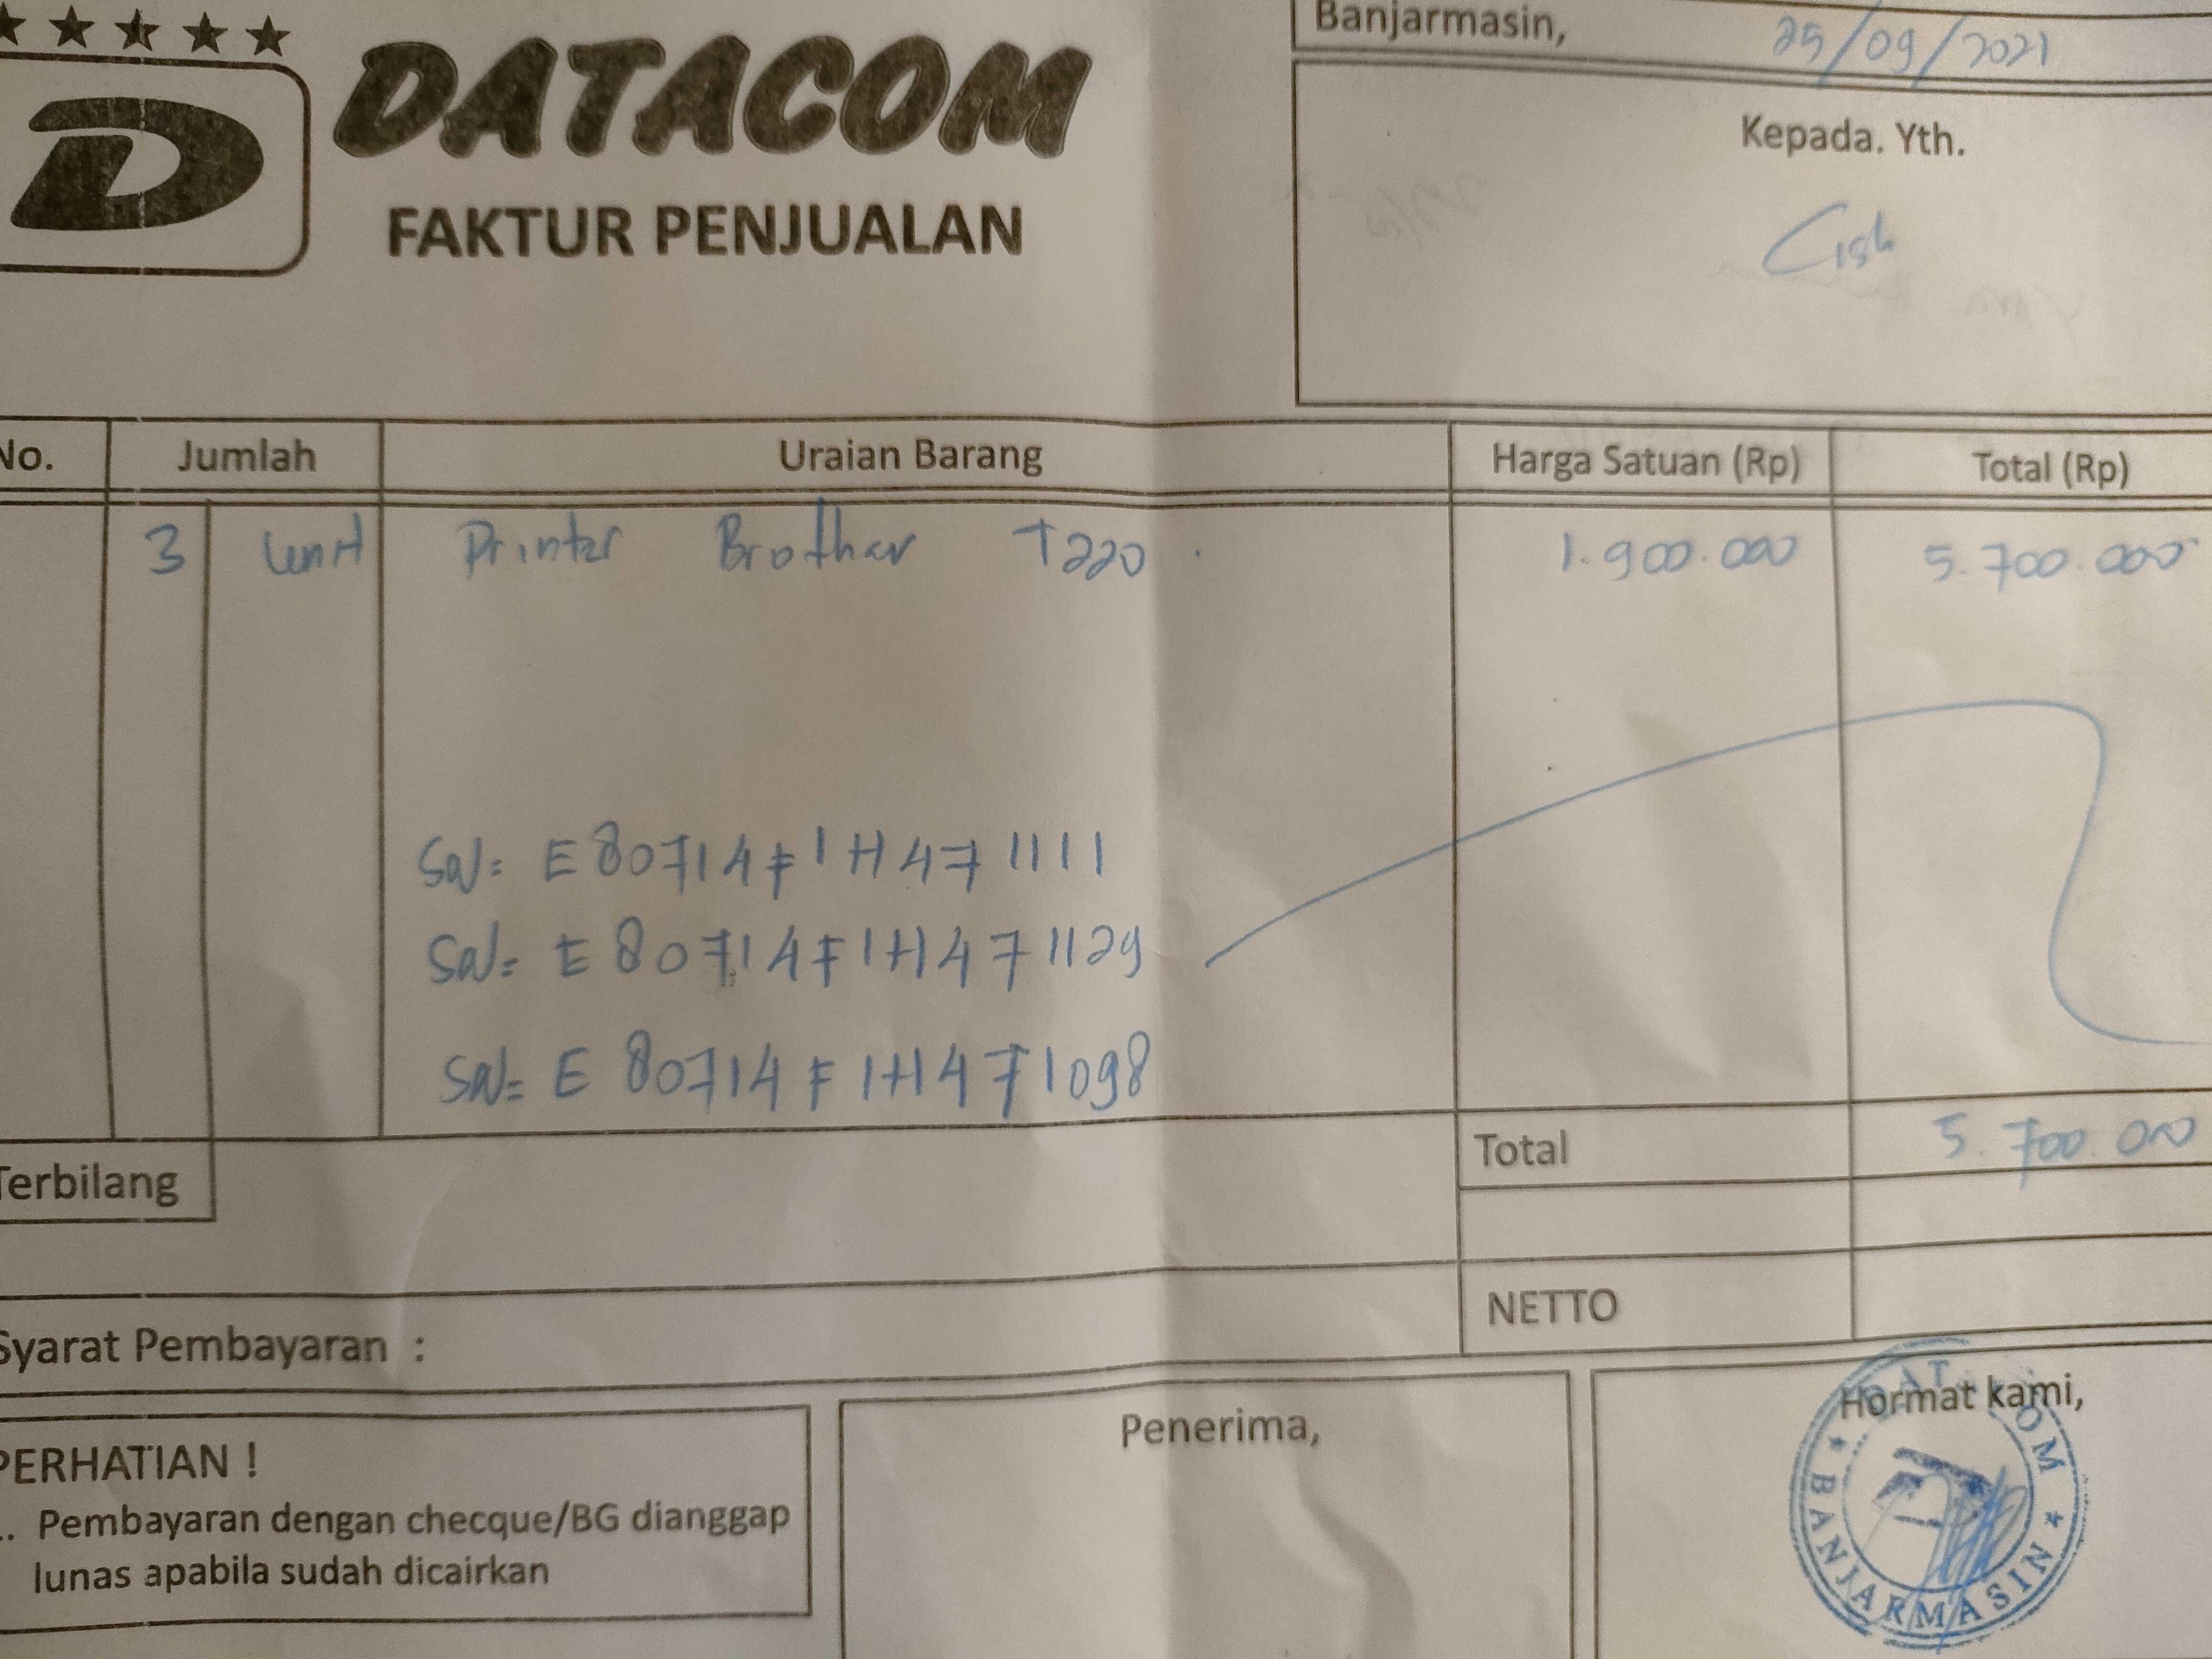 DATACOM
FAKTUR PENJUALAN
Banjarmasin, 25/09/2021
Kepada. Yth.
Cash
No. Jumlah Uraian Barang Harga Satuan (Rp) Total (Rp)
3 Unit Printer Brother T220 1.900.000 5.700.000
SN= E80714F1H471111
SN= E80714F1H471129
SN= E80714F1H471098
Total 5.700.000
Terbilang
NETTO
Syarat Pembayaran :
PERHATIAN !
. Pembayaran dengan checque/BG dianggap
lunas apabila sudah dicairkan
Penerima,
Hormat kami,
DATACOM
BANJARMASIN